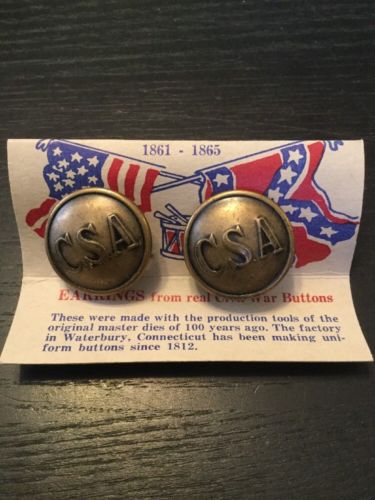 1861 - 1865
CSA
CSA
EARRINGS from real Civil War Buttons
These were made with the production tools of the
original master dies of 100 years ago. The factory
in Waterbury, Connecticut has been making uni-
form buttons since 1812.